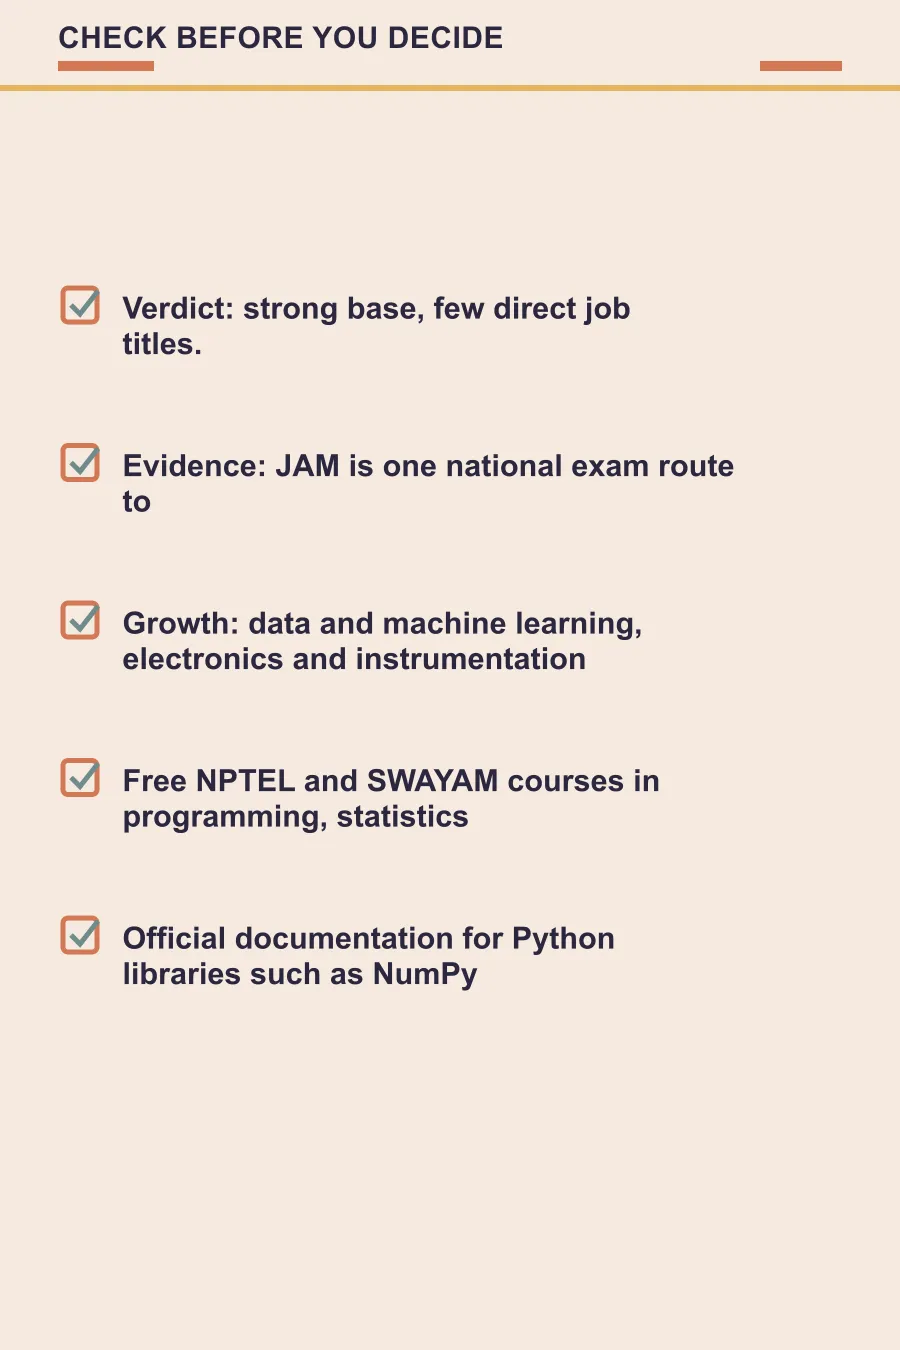 CHECK BEFORE YOU DECIDE
Verdict: strong base, few direct job
titles.
Evidence: JAM is one national exam route
to
Growth: data and machine learning,
electronics and instrumentation
Free NPTEL and SWAYAM courses in
programming, statistics
Official documentation for Python
libraries such as NumPy